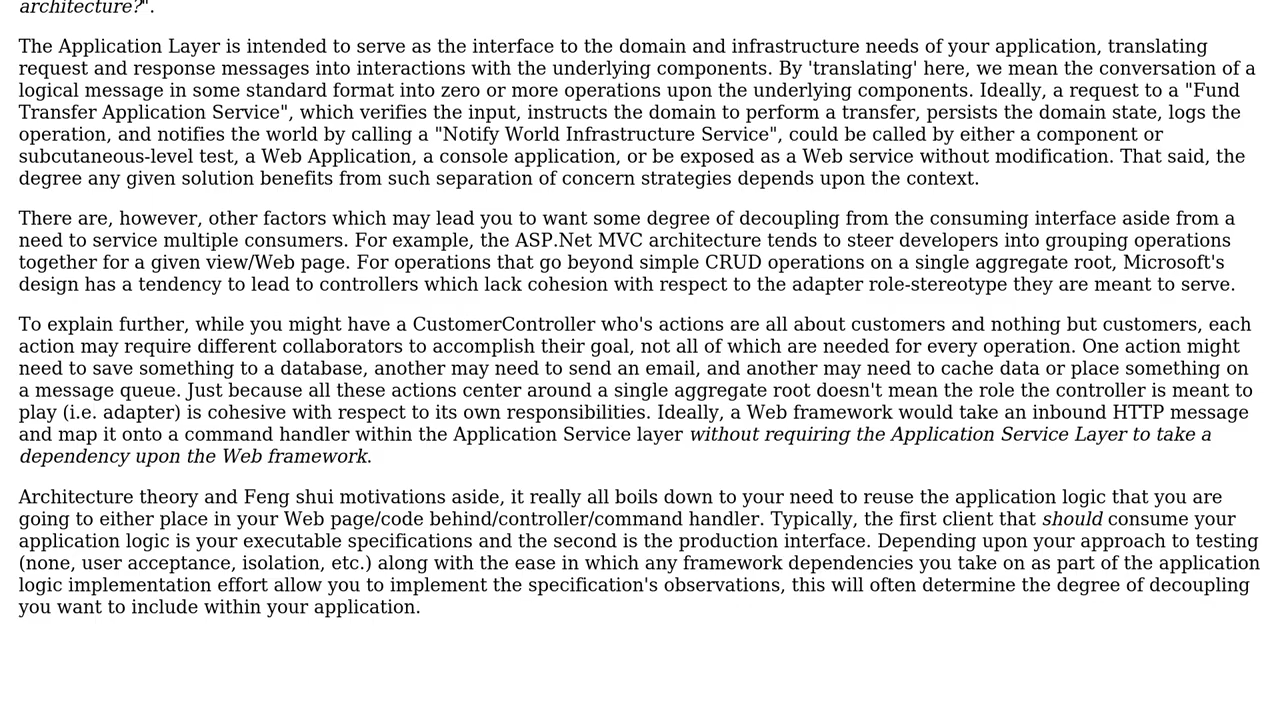 architecture?".
The Application Layer is intended to serve as the interface to the domain and infrastructure needs of your application, translating
request and response messages into interactions with the underlying components. By 'translating' here, we mean the conversation of a
logical message in some standard format into zero or more operations upon the underlying components. Ideally, a request to a "Fund
Transfer Application Service", which verifies the input, instructs the domain to perform a transfer, persists the domain state, logs the
operation, and notifies the world by calling a "Notify World Infrastructure Service", could be called by either a component or
subcutaneous-level test, a Web Application, a console application, or be exposed as a Web service without modification. That said, the
degree any given solution benefits from such separation of concern strategies depends upon the context.
There are, however, other factors which may lead you to want some degree of decoupling from the consuming interface aside from a
need to service multiple consumers. For example, the ASP.Net MVC architecture tends to steer developers into grouping operations
together for a given view/Web page. For operations that go beyond simple CRUD operations on a single aggregate root, Microsoft's
design has a tendency to lead to controllers which lack cohesion with respect to the adapter role-stereotype they are meant to serve.
To explain further, while you might have a CustomerController who's actions are all about customers and nothing but customers, each
action may require different collaborators to accomplish their goal, not all of which are needed for every operation. One action might
need to save something to a database, another may need to send an email, and another may need to cache data or place something on
a message queue. Just because all these actions center around a single aggregate root doesn't mean the role the controller is meant to
play (i.e. adapter) is cohesive with respect to its own responsibilities. Ideally, a Web framework would take an inbound HTTP message
and map it onto a command handler within the Application Service layer without requiring the Application Service Layer to take a
dependency upon the Web framework.
Architecture theory and Feng shui motivations aside, it really all boils down to your need to reuse the application logic that you are
going to either place in your Web page/code behind/controller/command handler. Typically, the first client that should consume your
application logic is your executable specifications and the second is the production interface. Depending upon your approach to testing
(none, user acceptance, isolation, etc.) along with the ease in which any framework dependencies you take on as part of the application
logic implementation effort allow you to implement the specification's observations, this will often determine the degree of decoupling
you want to include within your application.